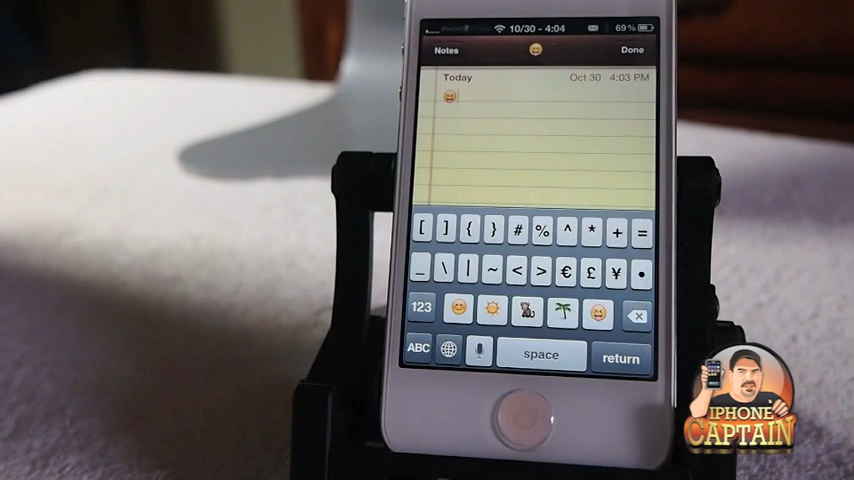 10/30 - 4:04 69%
Notes 😀 Done
Today Oct 30 4:03 PM
😆
[ ] { } # % ^ * + =
_ \ | ~ < > € £ ¥ •
123 😊 ☀️ 🐒 🌴 😝
ABC space return
IPHONE
CAPTAIN